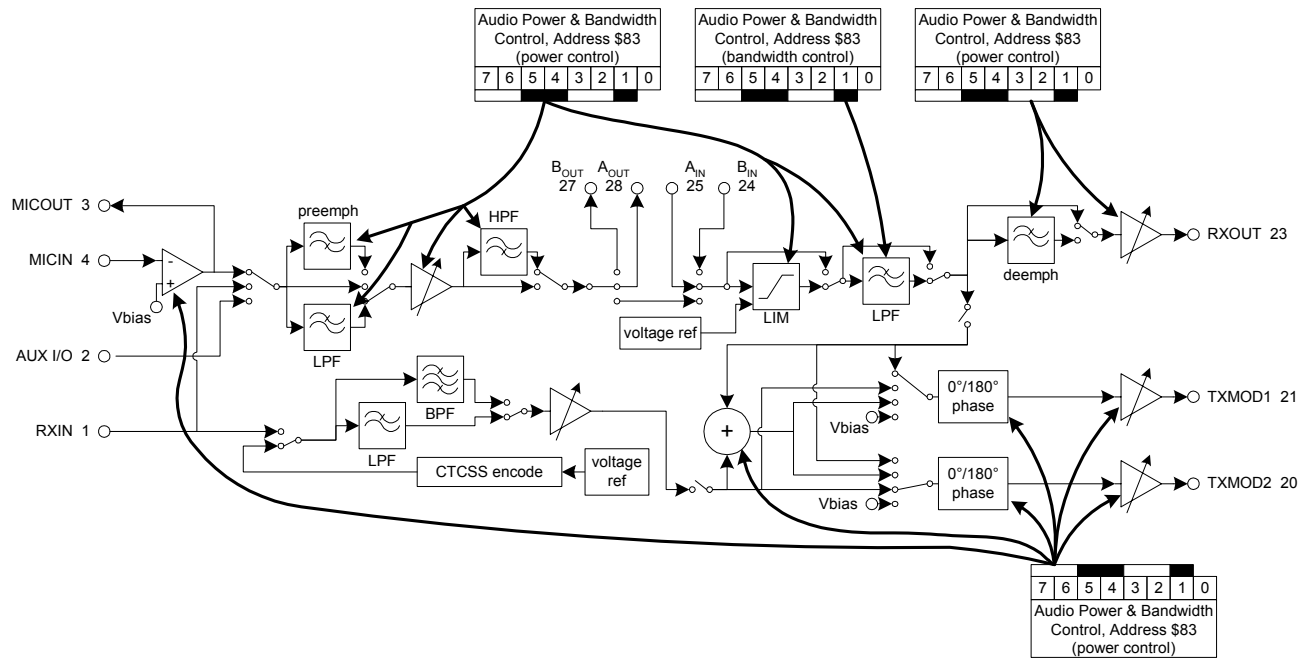 Audio Power & Bandwidth
Control, Address $83
(power control)
7 6 5 4 3 2 1 0
Audio Power & Bandwidth
Control, Address $83
(bandwidth control)
7 6 5 4 3 2 1 0
Audio Power & Bandwidth
Control, Address $83
(power control)
7 6 5 4 3 2 1 0
BOUT
27
AOUT
28
AIN
25
BIN
24
MICOUT 3
preemph
HPF
RXOUT 23
MICIN 4
-
+
deemph
Vbias
LIM
LPF
voltage ref
AUX I/O 2
LPF
BPF
0°/180°
phase
TXMOD1 21
RXIN 1
+
Vbias
LPF
CTCSS encode
voltage
ref
0°/180°
phase
TXMOD2 20
Vbias
7 6 5 4 3 2 1 0
Audio Power & Bandwidth
Control, Address $83
(power control)